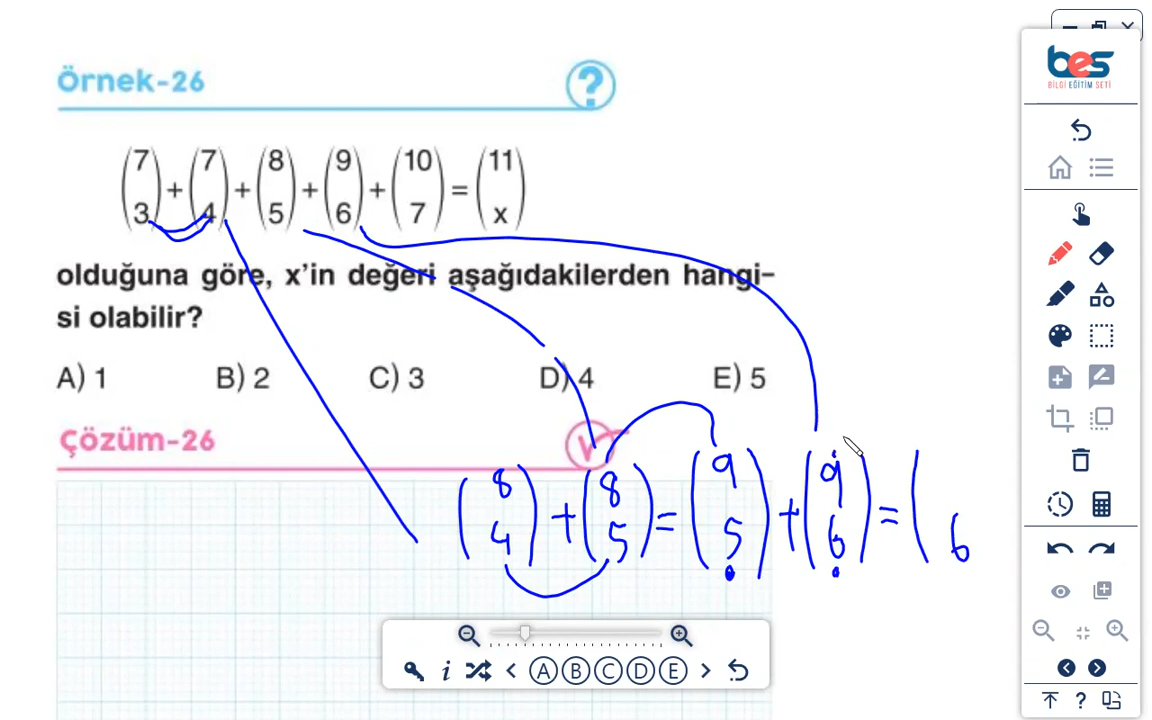 Örnek-26
?
(7 3) + (7 4) + (8 5) + (9 6) + (10 7) = (11 x)
olduğuna göre, x'in değeri aşağıdakilerden hangi-
si olabilir?
A) 1 B) 2 C) 3 D) 4 E) 5
Çözüm-26
(8 4) + (8 5) = (9 5) + (9 6) = ( 6
bes
BİLGİ EĞİTİM SETİ
i A B C D E
?